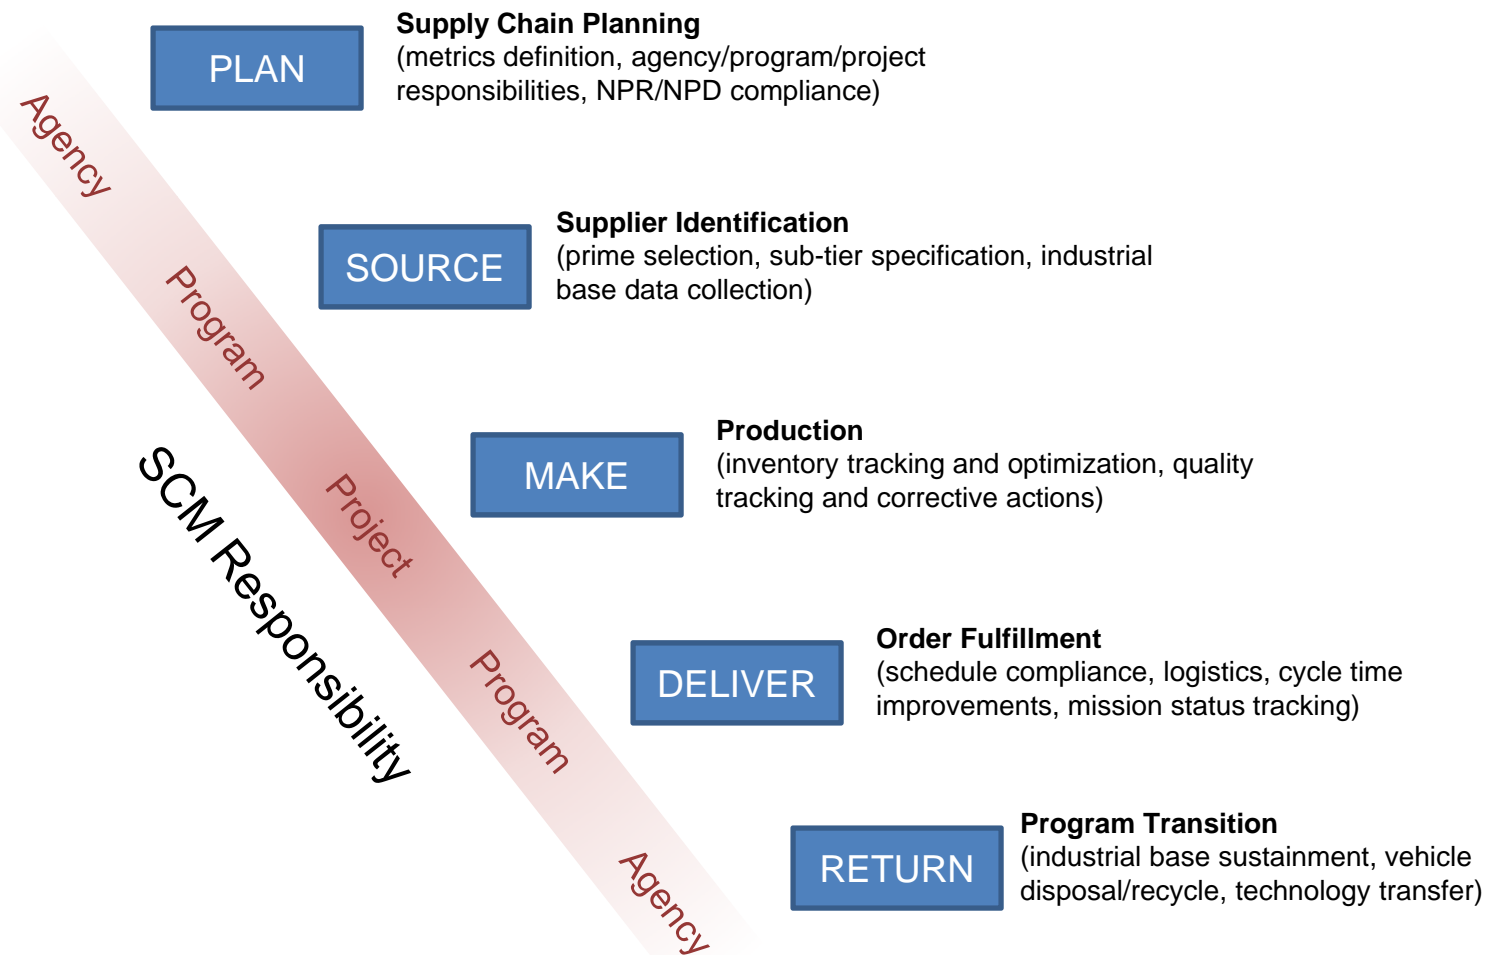 Supply Chain Planning
(metrics definition, agency/program/project
responsibilities, NPR/NPD compliance)
PLAN
Agency
Supplier Identification
(prime selection, sub-tier specification, industrial
base data collection)
SOURCE
Program
Production
(inventory tracking and optimization, quality
tracking and corrective actions)
MAKE
Project
SCM Responsibility
Order Fulfillment
(schedule compliance, logistics, cycle time
improvements, mission status tracking)
DELIVER
Program
Program Transition
(industrial base sustainment, vehicle
disposal/recycle, technology transfer)
RETURN
Agency